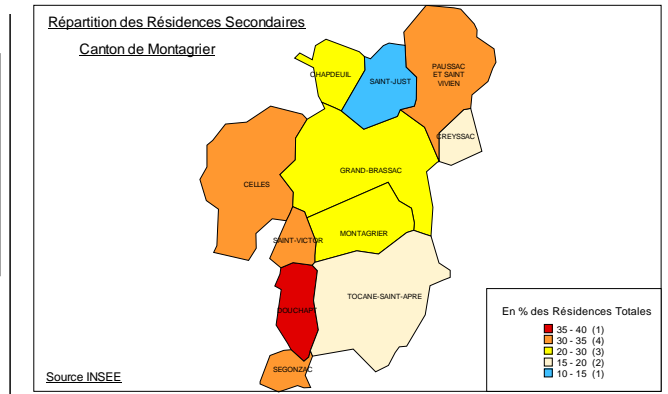 Répartition des Résidences Secondaires
Canton de Montagrier
CHAPDEUIL
SAINT-JUST
PAUSSAC
ET SAINT
VIVIEN
CREYSSAC
GRAND-BRASSAC
CELLES
SAINT-VICTOR
MONTAGRIER
TOCANE-SAINT-APRE
DOUCHAPT
SEGONZAC
En % des Résidences Totales
35 - 40 (1)
30 - 35 (4)
20 - 30 (3)
15 - 20 (2)
10 - 15 (1)
Source INSEE